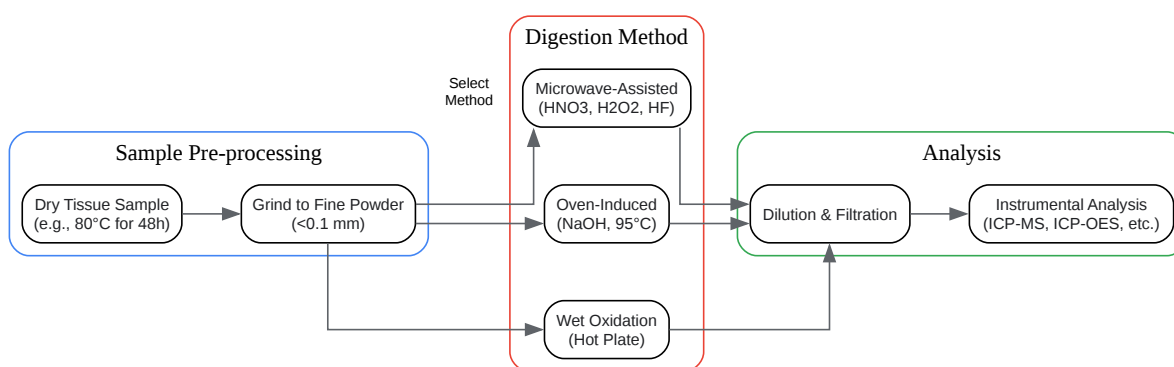 Sample Pre-processing
Dry Tissue Sample
(e.g., 80°C for 48h)
Grind to Fine Powder
(<0.1 mm)
Select
Method
Digestion Method
Microwave-Assisted
(HNO3, H2O2, HF)
Oven-Induced
(NaOH, 95°C)
Wet Oxidation
(Hot Plate)
Analysis
Dilution & Filtration
Instrumental Analysis
(ICP-MS, ICP-OES, etc.)